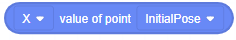 X value of point InitialPose